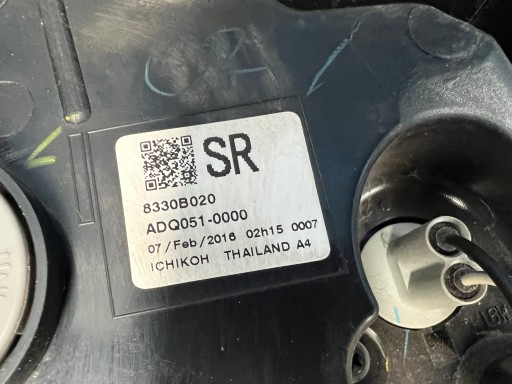 SR
8330B020
ADQ051-0000
07/Feb/2016 02h15 0007
ICHIKOH THAILAND A4